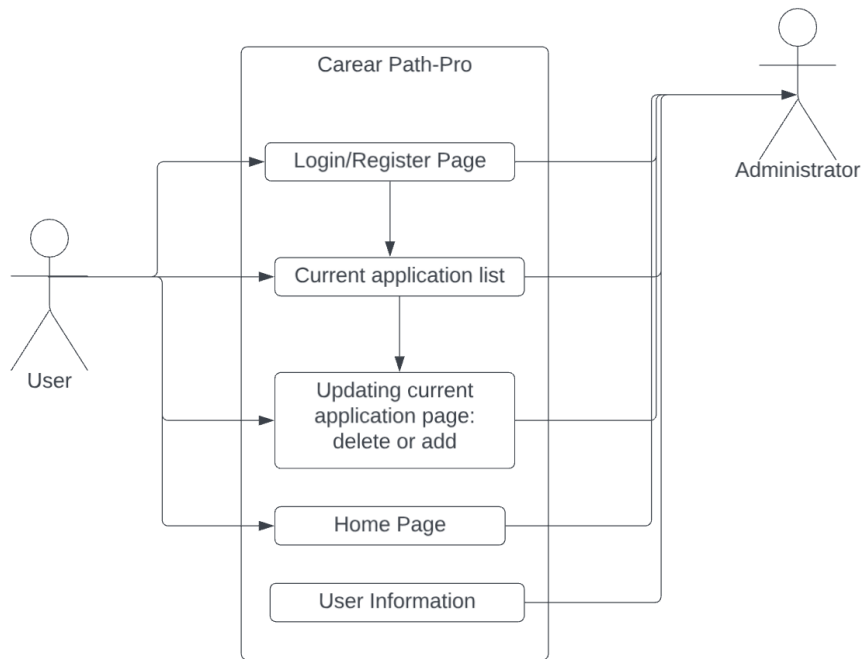 Carear Path-Pro
Login/Register Page
Administrator
Current application list
User
Updating current
application page:
delete or add
Home Page
User Information